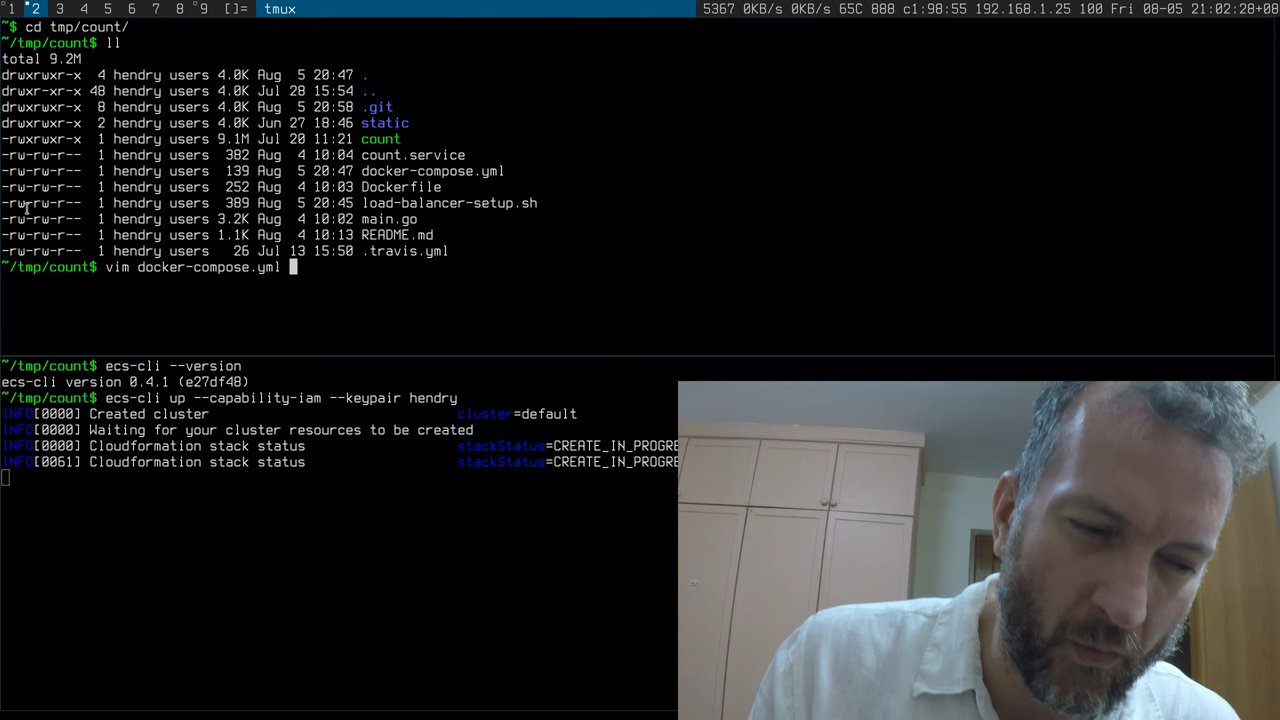 1 2 3 4 5 6 7 8 9 []= tmux 5367 0KB/s 0KB/s 65C 888 c1:98:55 192.168.1.25 100 Fri 08-05 21:02:28+08
~$ cd tmp/count/
~/tmp/count$ ll
total 9.2M
drwxrwxr-x 4 hendry users 4.0K Aug 5 20:47 .
drwxr-xr-x 48 hendry users 4.0K Jul 28 15:54 ..
drwxrwxr-x 8 hendry users 4.0K Aug 5 20:58 .git
drwxrwxr-x 2 hendry users 4.0K Jun 27 18:46 static
-rwxrwxr-x 1 hendry users 9.1M Jul 20 11:21 count
-rw-rw-r-- 1 hendry users 382 Aug 4 10:04 count.service
-rw-rw-r-- 1 hendry users 139 Aug 5 20:47 docker-compose.yml
-rw-rw-r-- 1 hendry users 252 Aug 4 10:03 Dockerfile
-rw-rw-r-- 1 hendry users 389 Aug 5 20:45 load-balancer-setup.sh
-rw-rw-r-- 1 hendry users 3.2K Aug 4 10:02 main.go
-rw-rw-r-- 1 hendry users 1.1K Aug 4 10:13 README.md
-rw-rw-r-- 1 hendry users 26 Jul 13 15:50 .travis.yml
~/tmp/count$ vim docker-compose.yml
~/tmp/count$ ecs-cli --version
ecs-cli version 0.4.1 (e27df48)
~/tmp/count$ ecs-cli up --capability-iam --keypair hendry
INFO[0000] Created cluster cluster=default
INFO[0000] Waiting for your cluster resources to be created
INFO[0000] Cloudformation stack status stackStatus=CREATE_IN_PROGRE
INFO[0061] Cloudformation stack status stackStatus=CREATE_IN_PROGRE